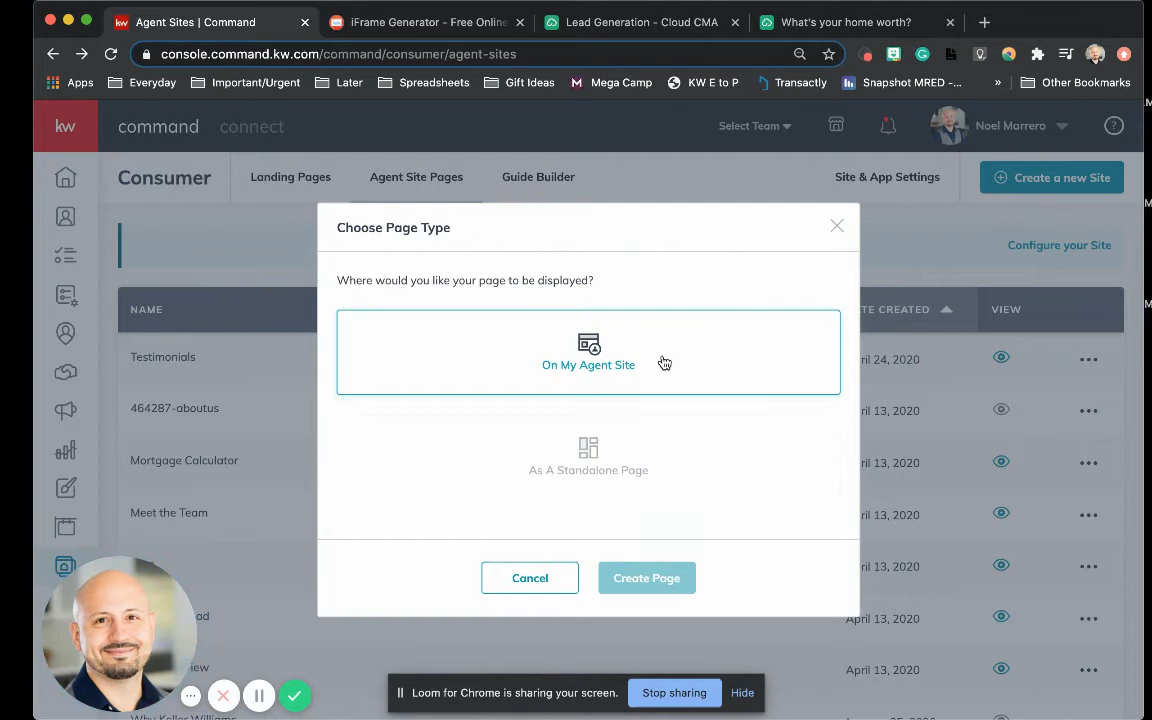 kw Agent Sites | Command
iFrame Generator - Free Online
Lead Generation - Cloud CMA
What's your home worth?
console.command.kw.com/command/consumer/agent-sites
Apps
Everyday
Important/Urgent
Later
Spreadsheets
Gift Ideas
Mega Camp
KW E to P
Transactly
Snapshot MRED -...
»
Other Bookmarks
kw
command
connect
Select Team
Noel Marrero
?
Consumer
Landing Pages
Agent Site Pages
Guide Builder
Site & App Settings
Create a new Site
Configure your Site
Choose Page Type
Where would you like your page to be displayed?
On My Agent Site
As A Standalone Page
Cancel
Create Page
NAME
TE CREATED
VIEW
Testimonials
ril 24, 2020
464287-aboutus
ril 13, 2020
Mortgage Calculator
ril 13, 2020
Meet the Team
ril 13, 2020
ril 13, 2020
ad
April 13, 2020
view
April 13, 2020
Why Keller Williams
Loom for Chrome is sharing your screen.
Stop sharing
Hide